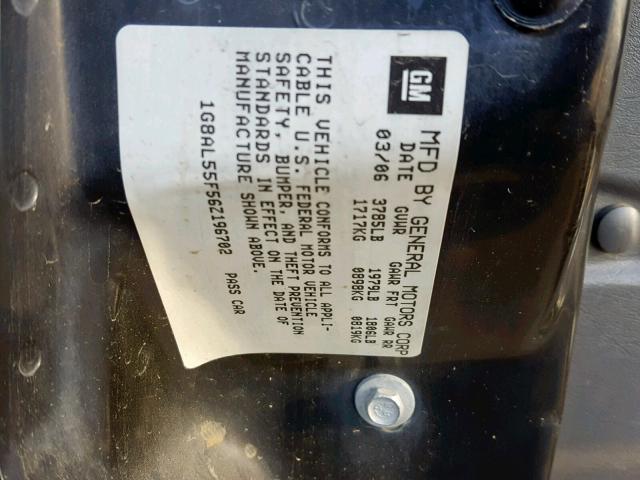 GM
MFD BY GENERAL MOTORS CORP
DATE GVWR GAWR FRT GAWR RR
03/06 3785LB 1979LB 1806LB
1717KG 0898KG 0819KG
THIS VEHICLE CONFORMS TO ALL APPLI-
CABLE U.S. FEDERAL MOTOR VEHICLE
SAFETY, BUMPER, AND THEFT PREVENTION
STANDARDS IN EFFECT ON THE DATE OF
MANUFACTURE SHOWN ABOVE.
1G8AL55F56Z196702 PASS CAR